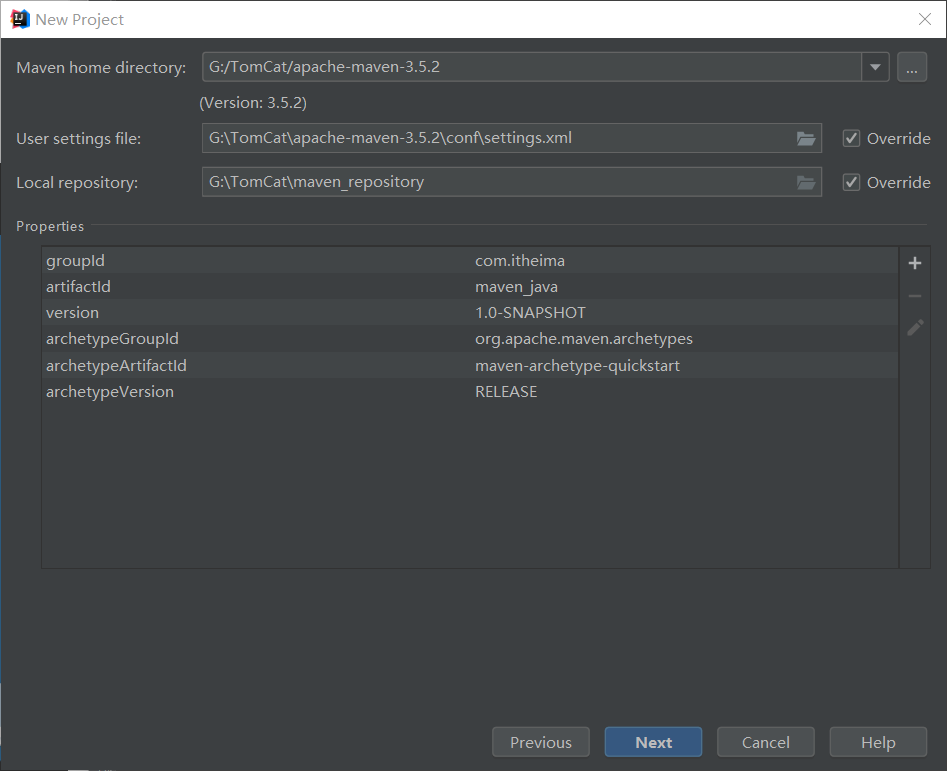 New Project
Maven home directory: G:/TomCat/apache-maven-3.5.2 ...
(Version: 3.5.2)
User settings file: G:\TomCat\apache-maven-3.5.2\conf\settings.xml Override
Local repository: G:\TomCat\maven_repository Override
Properties
groupId com.itheima
artifactId maven_java
version 1.0-SNAPSHOT
archetypeGroupId org.apache.maven.archetypes
archetypeArtifactId maven-archetype-quickstart
archetypeVersion RELEASE
Previous Next Cancel Help